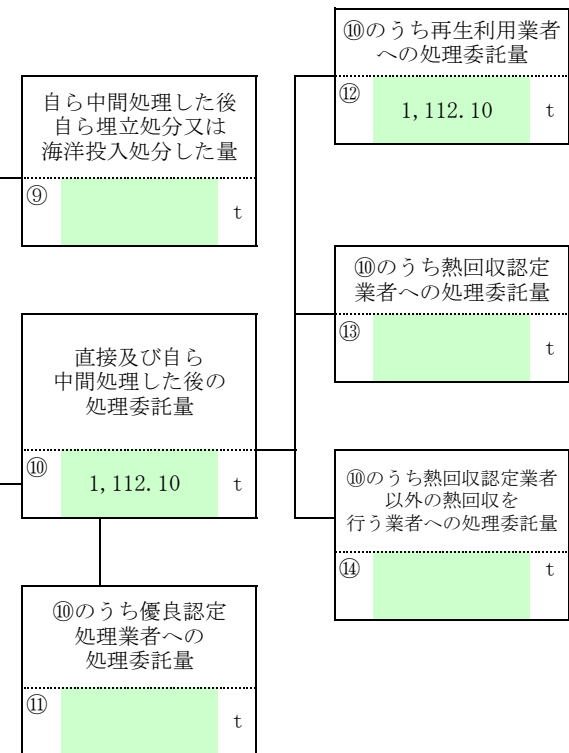 ⑩のうち再生利用業者
への処理委託量
⑫ 1,112.10 t
自ら中間処理した後
自ら埋立処分又は
海洋投入処分した量
⑨ t
⑩のうち熱回収認定
業者への処理委託量
⑬ t
直接及び自ら
中間処理した後の
処理委託量
⑩ 1,112.10 t
⑩のうち熱回収認定業者
以外の熱回収を
行う業者への処理委託量
⑭ t
⑩のうち優良認定
処理業者への
処理委託量
⑪ t